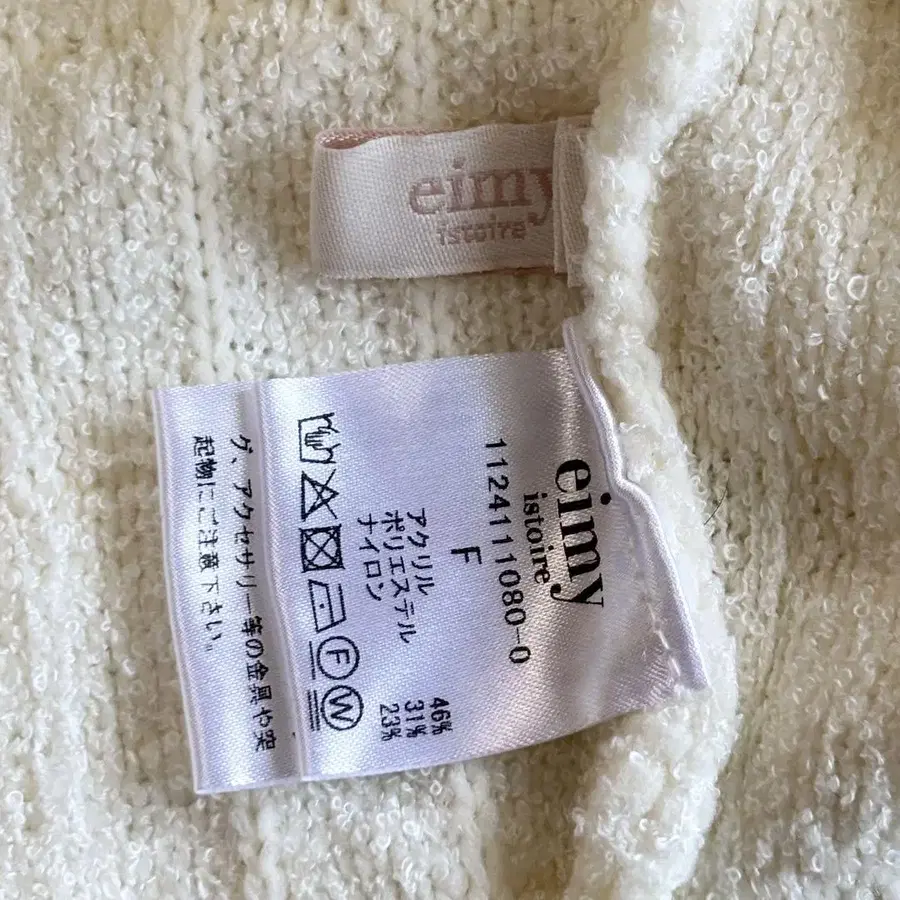 eimy
istoire
eimy
istoire
1124111080-0
F
アクリル 46%
ポリエステル 31%
ナイロン 23%
F W
グ、アクセサリー等の金具や突
起物にご注意下さい。